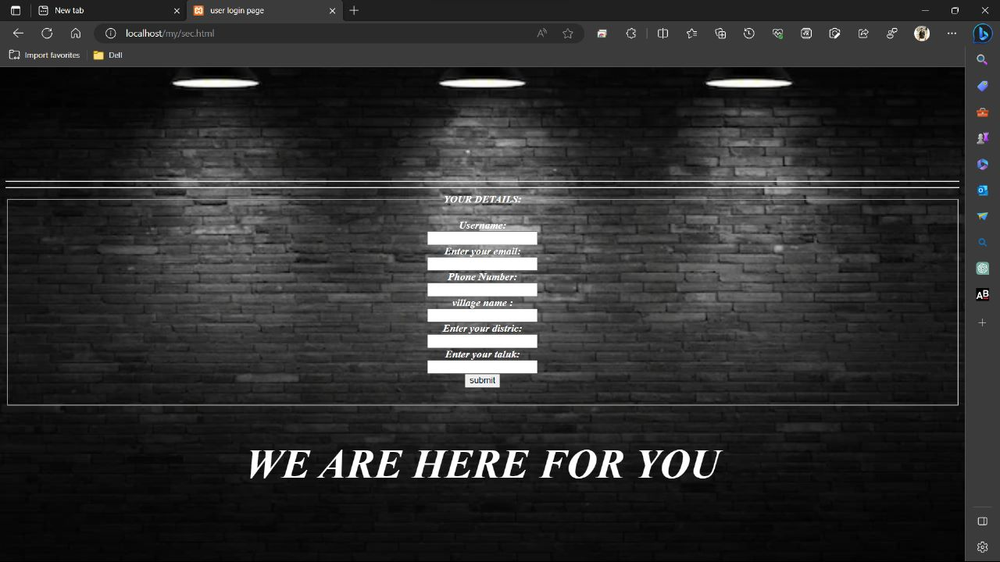 New tab
user login page
localhost/my/sec.html
Import favorites
Dell
YOUR DETAILS:
Username:
Enter your email:
Phone Number:
village name :
Enter your distric:
Enter your taluk:
submit
WE ARE HERE FOR YOU
AB